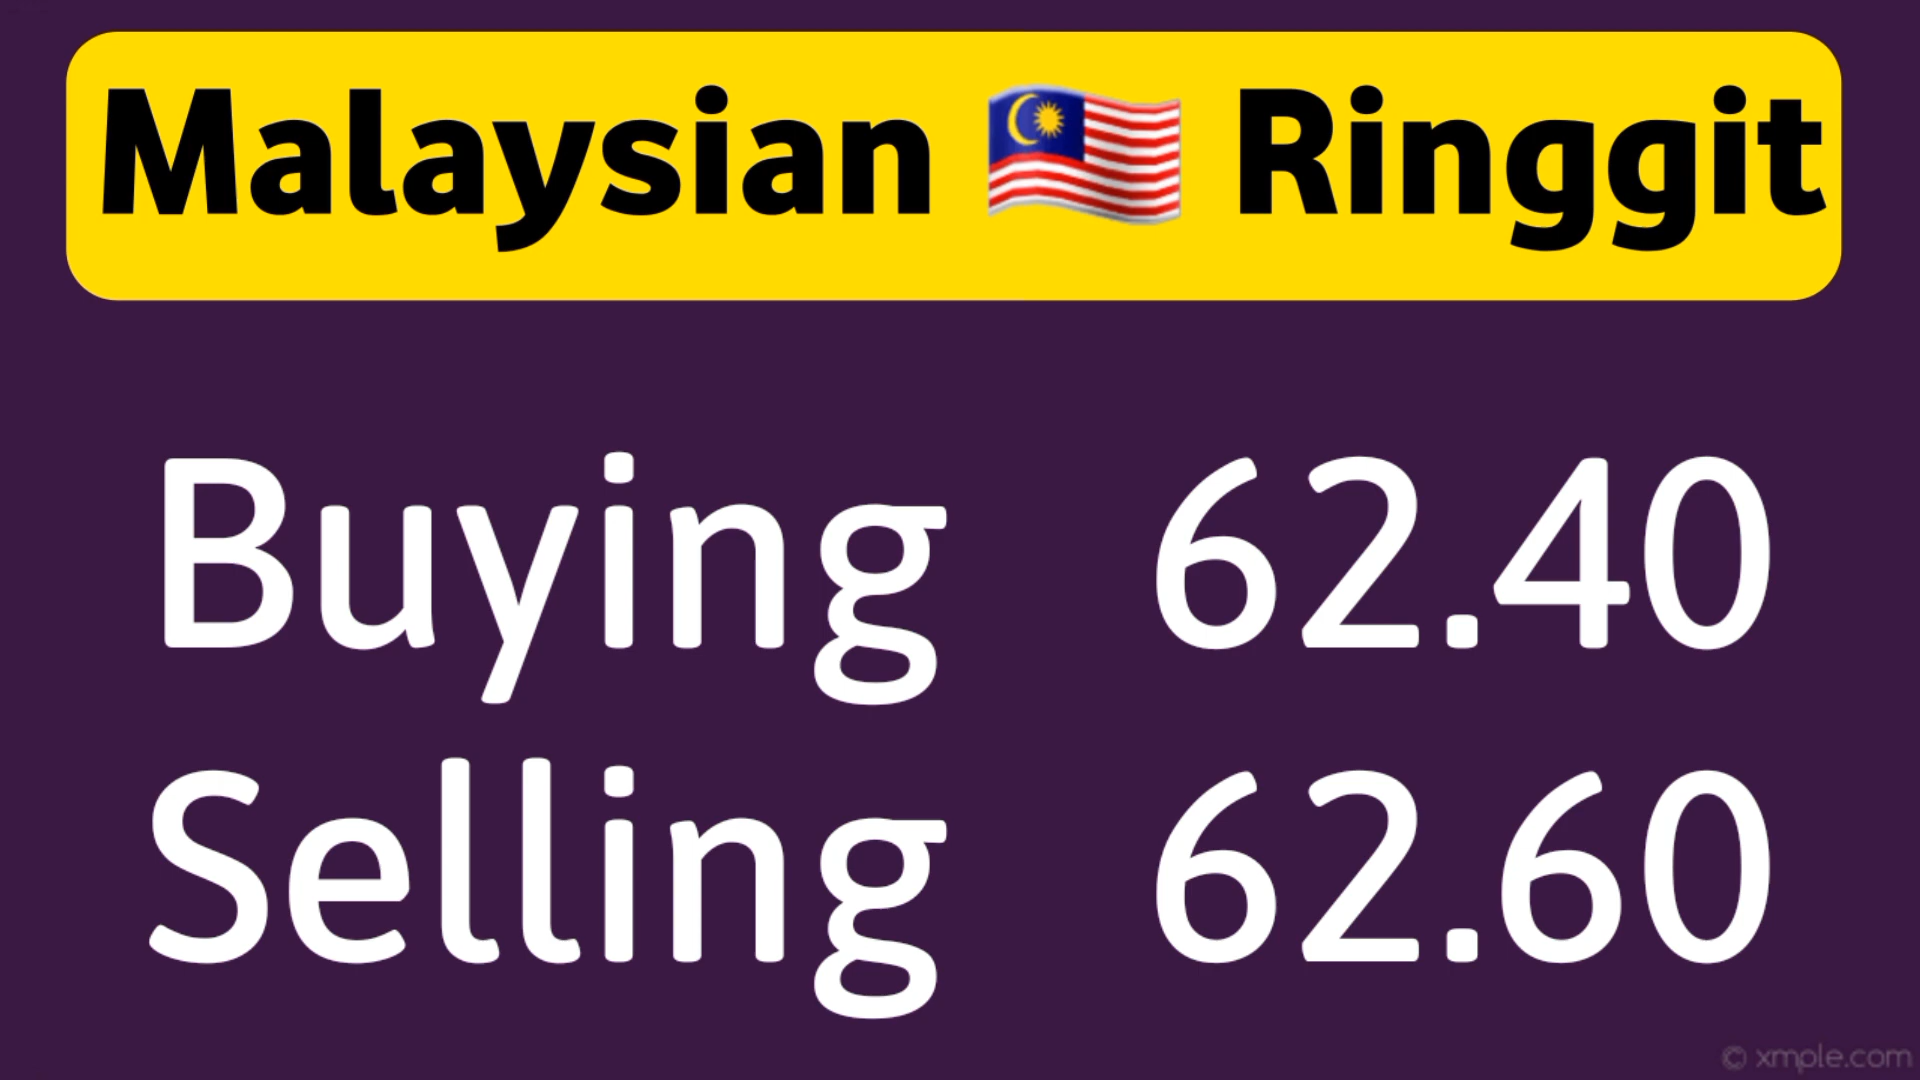 Malaysian 🇲🇾 Ringgit
Buying 62.40
Selling 62.60
© xmple.com